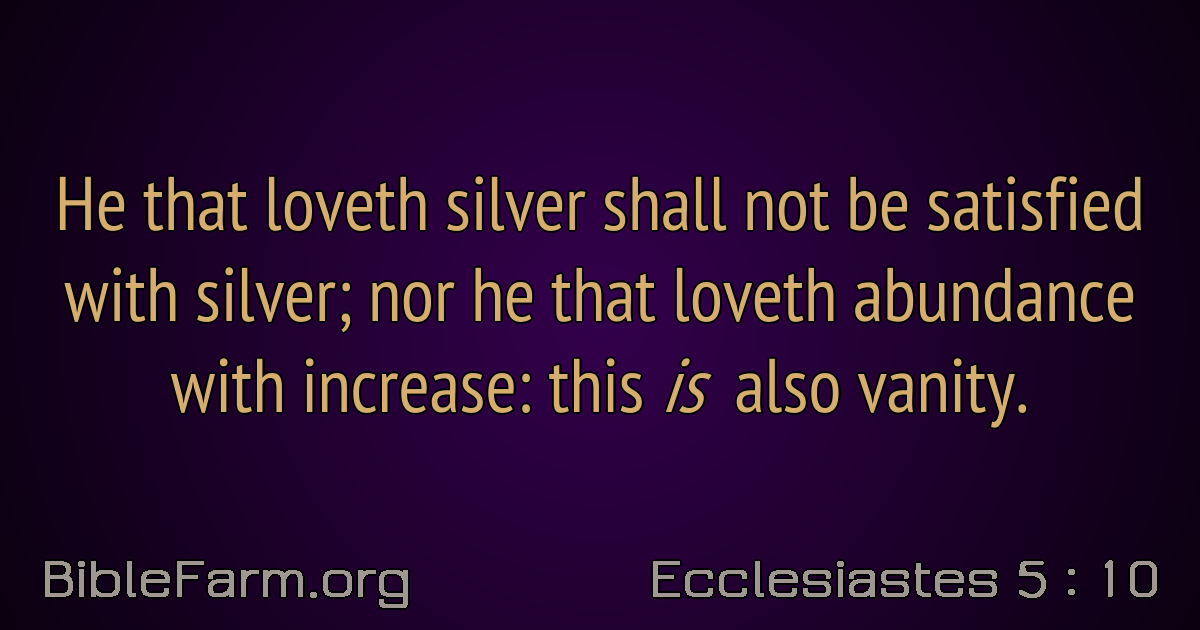 He that loveth silver shall not be satisfied
with silver; nor he that loveth abundance
with increase: this is also vanity.
BibleFarm.org
Ecclesiastes 5 : 10